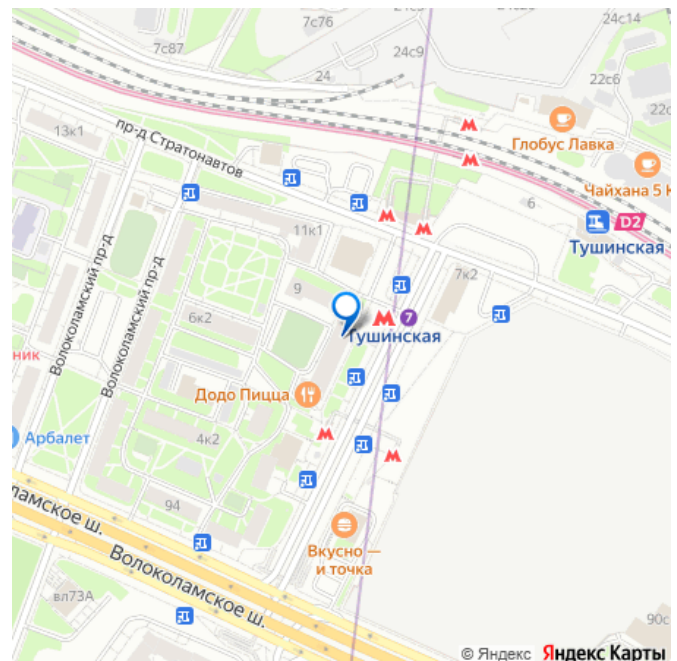 7с76
24с14
7с87
24с9
24
22с6
22с
13к1
пр-д Стратонавтов
Глобус Лавка
Чайхана 5 К
6
D2
Тушинская
11к1
7к2
9
Волоколамский пр-д
Волоколамский пр-д
6к2
7
Тушинская
ник
Додо Пицца
Арбалет
4к2
94
ламское ш.
Волоколамское ш.
Вкусно —
и точка
вл73А
90с
© Яндекс Яндекс Карты